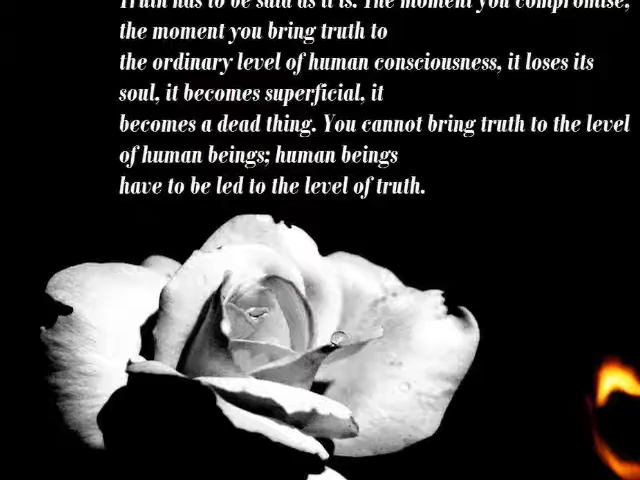 Truth has to be said as it is. The moment you compromise,
the moment you bring truth to
the ordinary level of human consciousness, it loses its
soul, it becomes superficial, it
becomes a dead thing. You cannot bring truth to the level
of human beings; human beings
have to be led to the level of truth.